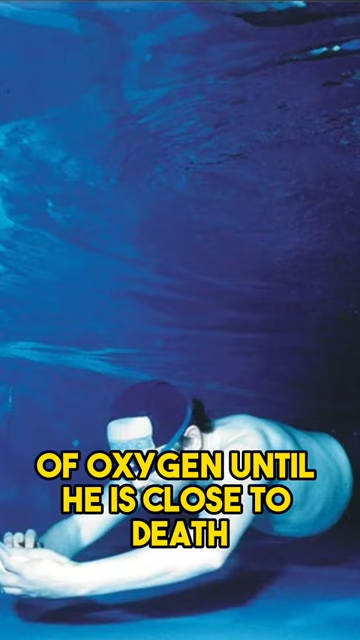 OF OXYGEN UNTIL
HE IS CLOSE TO
DEATH